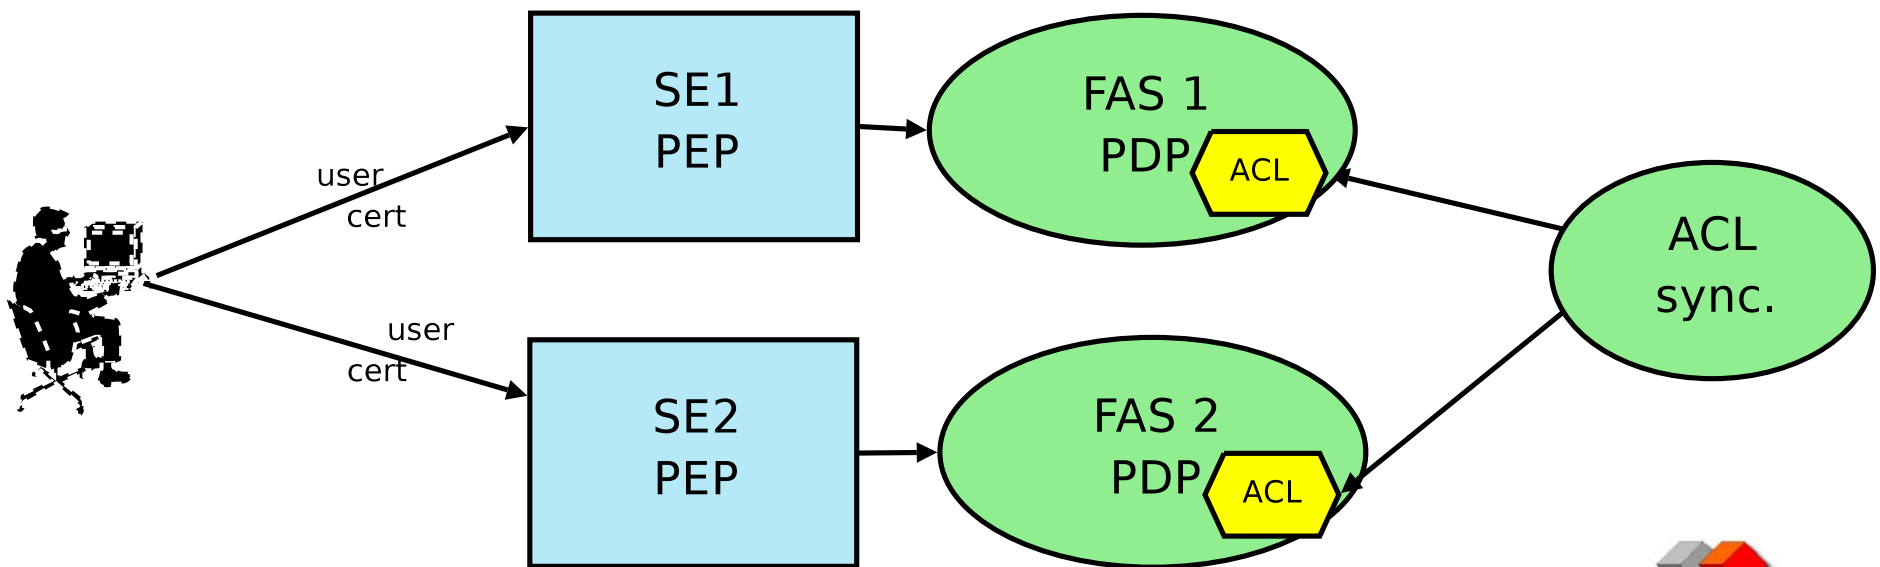 user
cert
SE1
PEP
FAS 1
PDP
ACL
ACL
sync.
user
cert
SE2
PEP
FAS 2
PDP
ACL